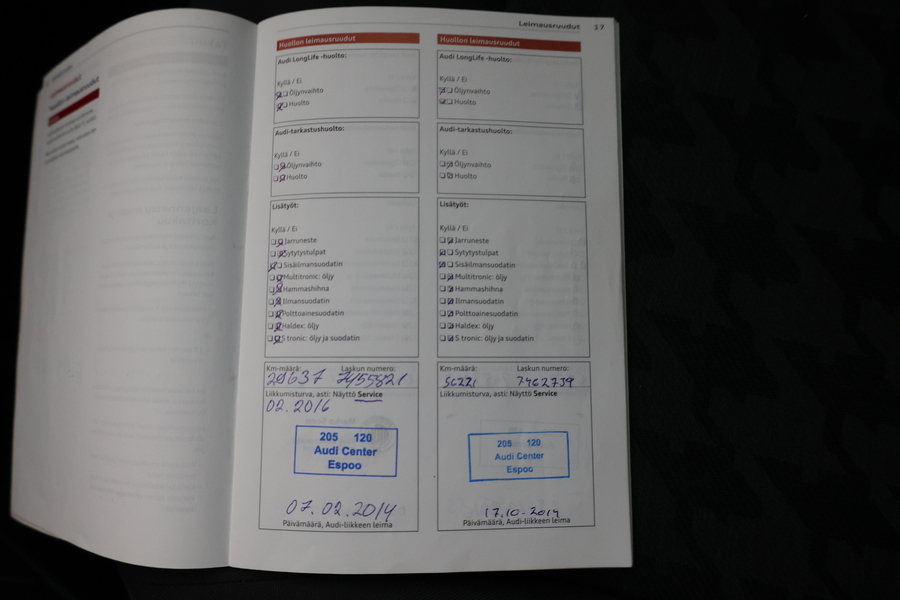 Leimausruudut 17
Huollon leimausruudut
Audi LongLife -huolto:
Kyllä / Ei
Öljynvaihto
Huolto
Audi-tarkastushuolto:
Kyllä / Ei
Öljynvaihto
Huolto
Lisätyöt:
Kyllä / Ei
Jarruneste
Sytytystulpat
Sisäilmansuodatin
Multitronic: öljy
Hammashihna
Ilmansuodatin
Polttoainesuodatin
Haldex: öljy
S tronic: öljy ja suodatin
Km-määrä: Laskun numero:
28637 7455821
Liikkumisturva, asti: Näyttö Service
02.2016
205 120
Audi Center
Espoo
07.02.2014
Päivämäärä, Audi-liikkeen leima
Huollon leimausruudut
Audi LongLife -huolto:
Kyllä / Ei
Öljynvaihto
Huolto
Audi-tarkastushuolto:
Kyllä / Ei
Öljynvaihto
Huolto
Lisätyöt:
Kyllä / Ei
Jarruneste
Sytytystulpat
Sisäilmansuodatin
Multitronic: öljy
Hammashihna
Ilmansuodatin
Polttoainesuodatin
Haldex: öljy
S tronic: öljy ja suodatin
Km-määrä: Laskun numero:
56221 7462739
Liikkumisturva, asti: Näyttö Service
205 120
Audi Center
Espoo
17.10.2014
Päivämäärä, Audi-liikkeen leima